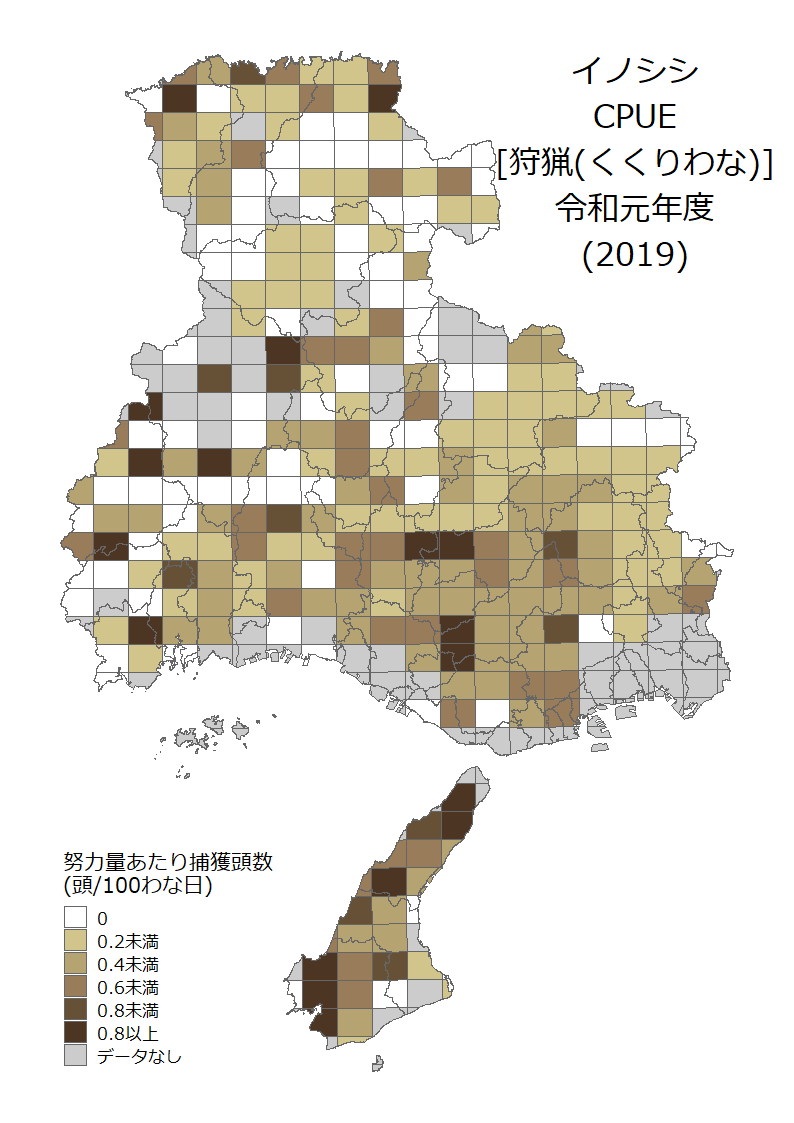 イノシシ
CPUE
[狩猟(くくりわな)]
令和元年度
(2019)
努力量あたり捕獲頭数
(頭/100わな日)
0
0.2未満
0.4未満
0.6未満
0.8未満
0.8以上
データなし